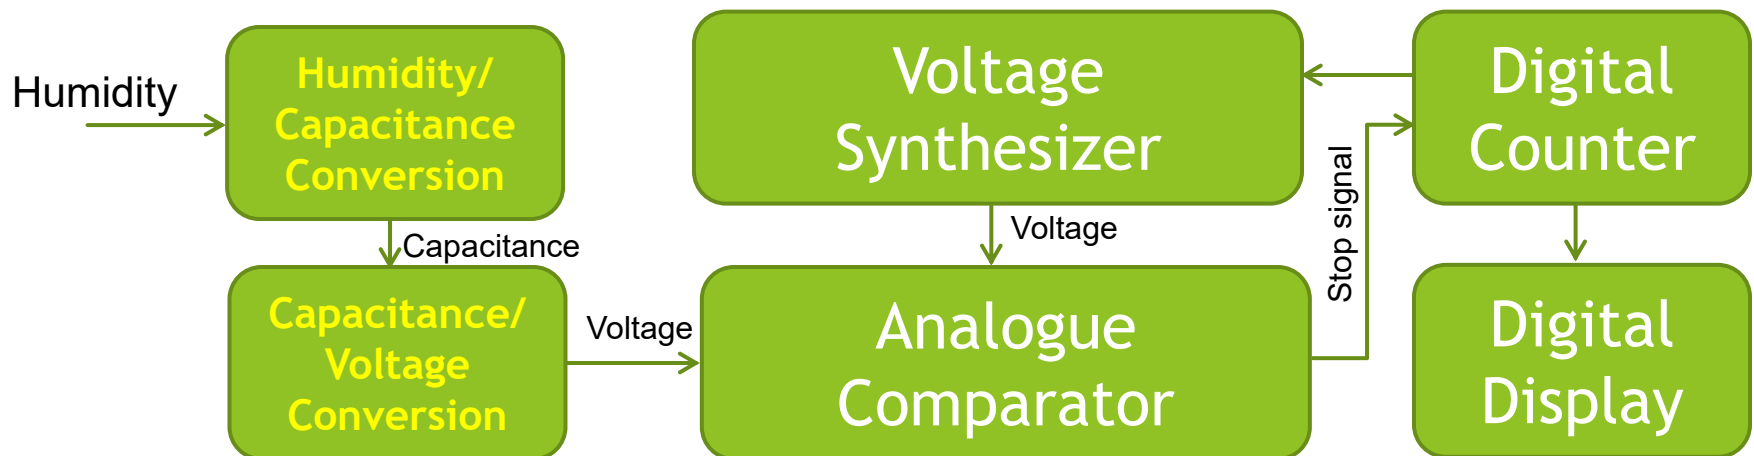 Humidity
Humidity/
Capacitance
Conversion
Capacitance
Capacitance/
Voltage
Conversion
Voltage
Voltage
Synthesizer
Voltage
Analogue
Comparator
Stop signal
Digital
Counter
Digital
Display